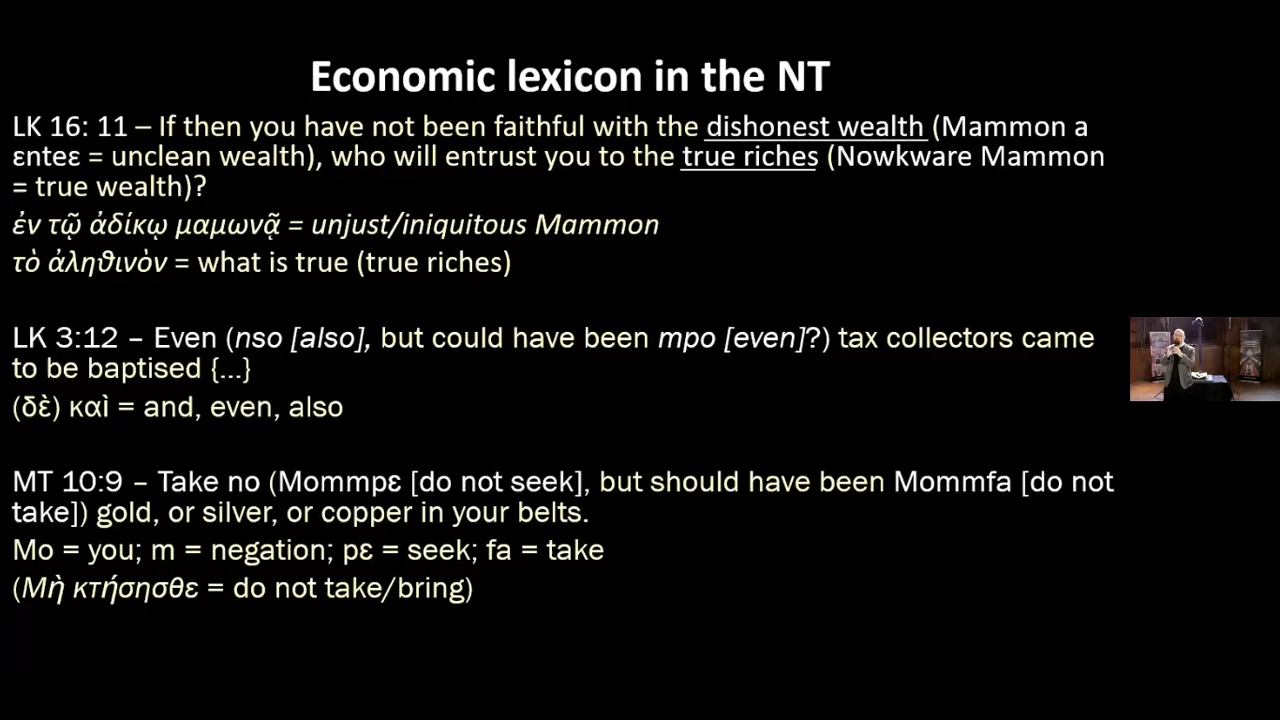 Economic lexicon in the NT
LK 16: 11 – If then you have not been faithful with the dishonest wealth (Mammon a
ɛnteɛ = unclean wealth), who will entrust you to the true riches (Nowkware Mammon
= true wealth)?
ἐν τῷ ἀδίκῳ μαμωνᾷ = unjust/iniquitous Mammon
τὸ ἀληθινὸν = what is true (true riches)
LK 3:12 – Even (nso [also], but could have been mpo [even]?) tax collectors came
to be baptised {...}
(δὲ) καὶ = and, even, also
MT 10:9 – Take no (Mommpɛ [do not seek], but should have been Mommfa [do not
take]) gold, or silver, or copper in your belts.
Mo = you; m = negation; pɛ = seek; fa = take
(Μὴ κτήσησθε = do not take/bring)